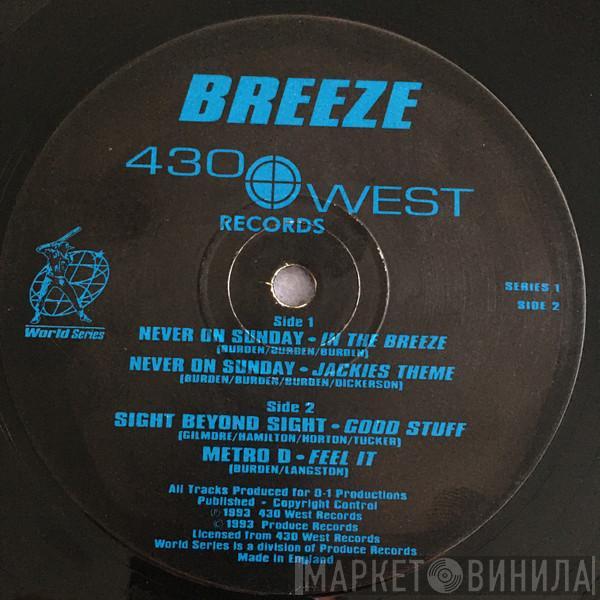 BREEZE
430 WEST
RECORDS
World Series
SERIES 1
SIDE 2
Side 1
NEVER ON SUNDAY • IN THE BREEZE
(BURDEN/BURDEN/BURDEN)
NEVER ON SUNDAY • JACKIES THEME
(BURDEN/BURDEN/BURDEN/DICKERSON)
Side 2
SIGHT BEYOND SIGHT • GOOD STUFF
(GILMORE/HAMILTON/HORTON/TUCKER)
METRO D • FEEL IT
(BURDEN/LANGSTON)
All Tracks Produced for D-1 Productions
Published - Copyright Control
℗ 1993 430 West Records
© 1993 Produce Records
Licensed from 430 West Records
World Series is a division of Produce Records
Made in England
МАРКЕТ ВИНИЛА